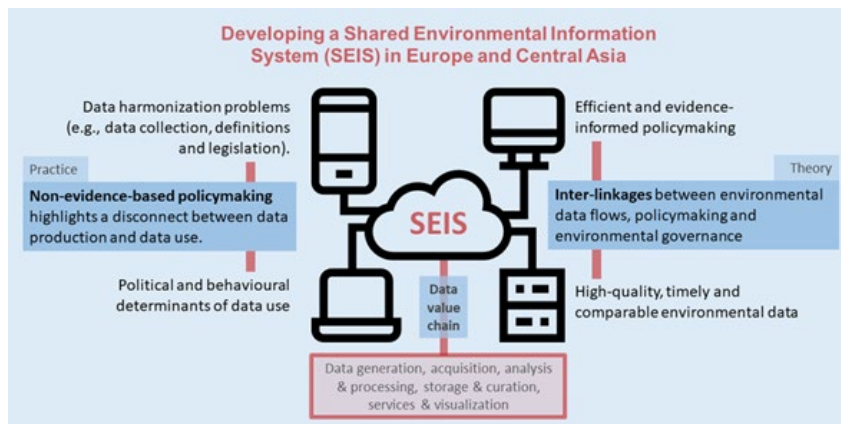 Developing a Shared Environmental Information
System (SEIS) in Europe and Central Asia
Data harmonization problems
(e.g., data collection, definitions
and legislation).
Practice
Non-evidence-based policymaking
highlights a disconnect between data
production and data use.
Political and behavioural
determinants of data use
SEIS
Data
value
chain
Data generation, acquisition, analysis
& processing, storage & curation,
services & visualization
Efficient and evidence-
informed policymaking
Theory
Inter-linkages between environmental
data flows, policymaking and
environmental governance
High-quality, timely and
comparable environmental data